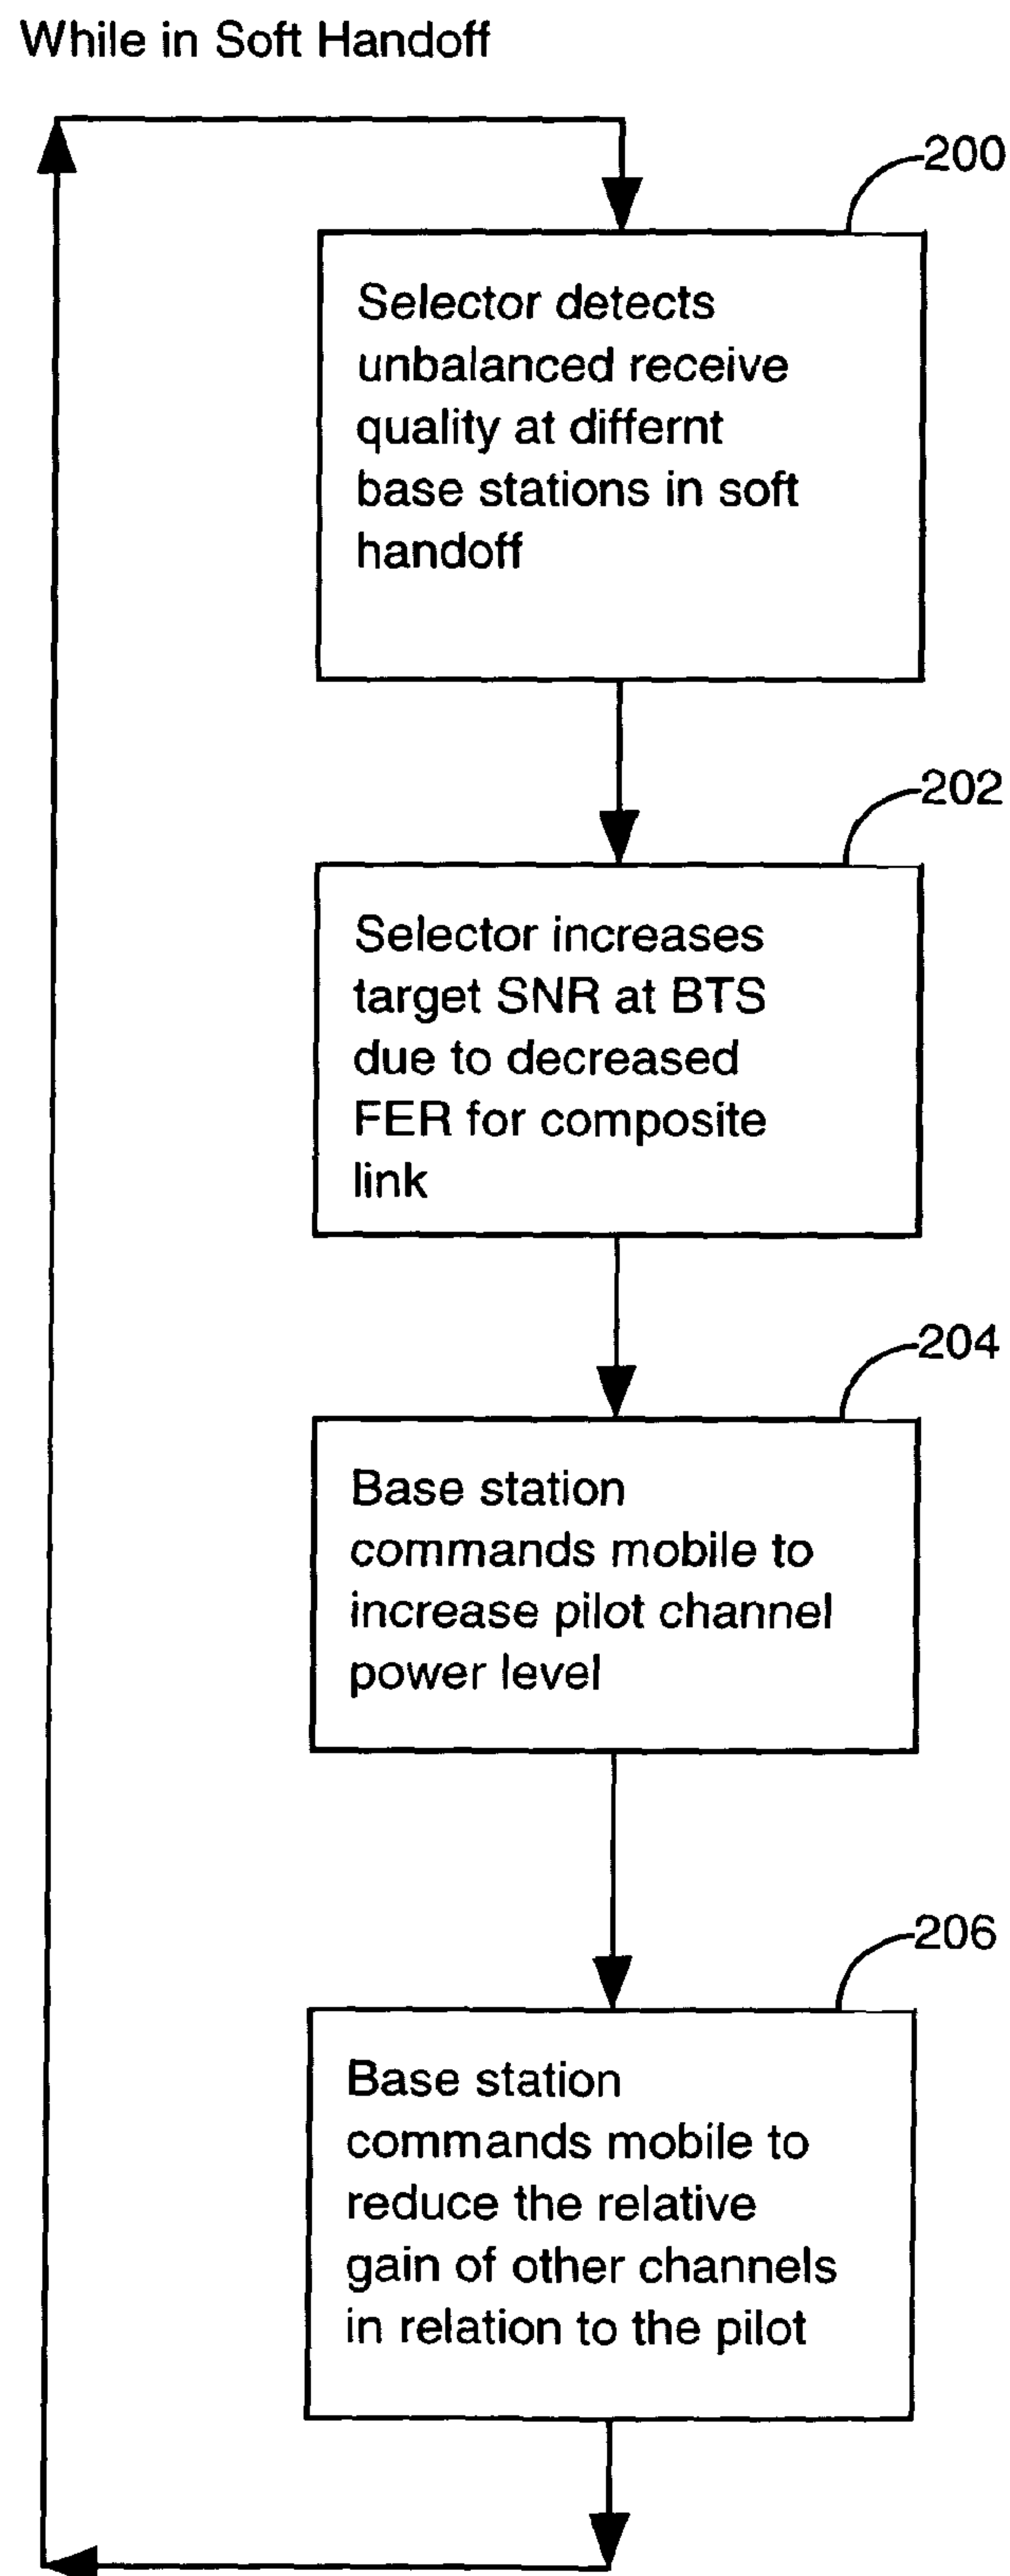 While in Soft Handoff
200
Selector detects
unbalanced receive
quality at differnt
base stations in soft
handoff
202
Selector increases
target SNR at BTS
due to decreased
FER for composite
link
204
Base station
commands mobile to
increase pilot channel
power level
206
Base station
commands mobile to
reduce the relative
gain of other channels
in relation to the pilot